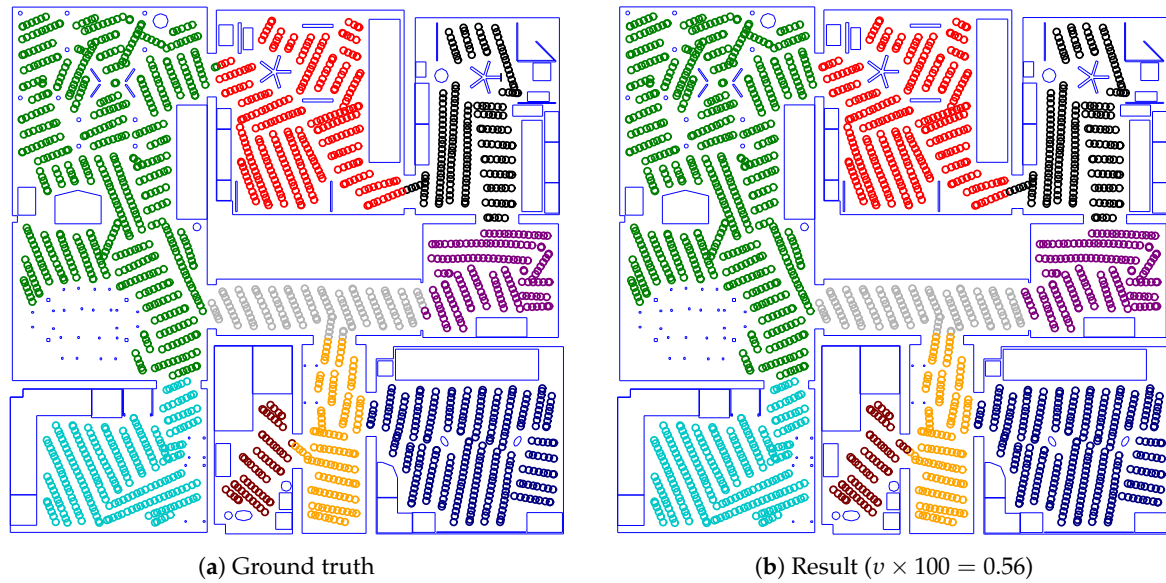 (a) Ground truth
(b) Result (υ × 100 = 0.56)